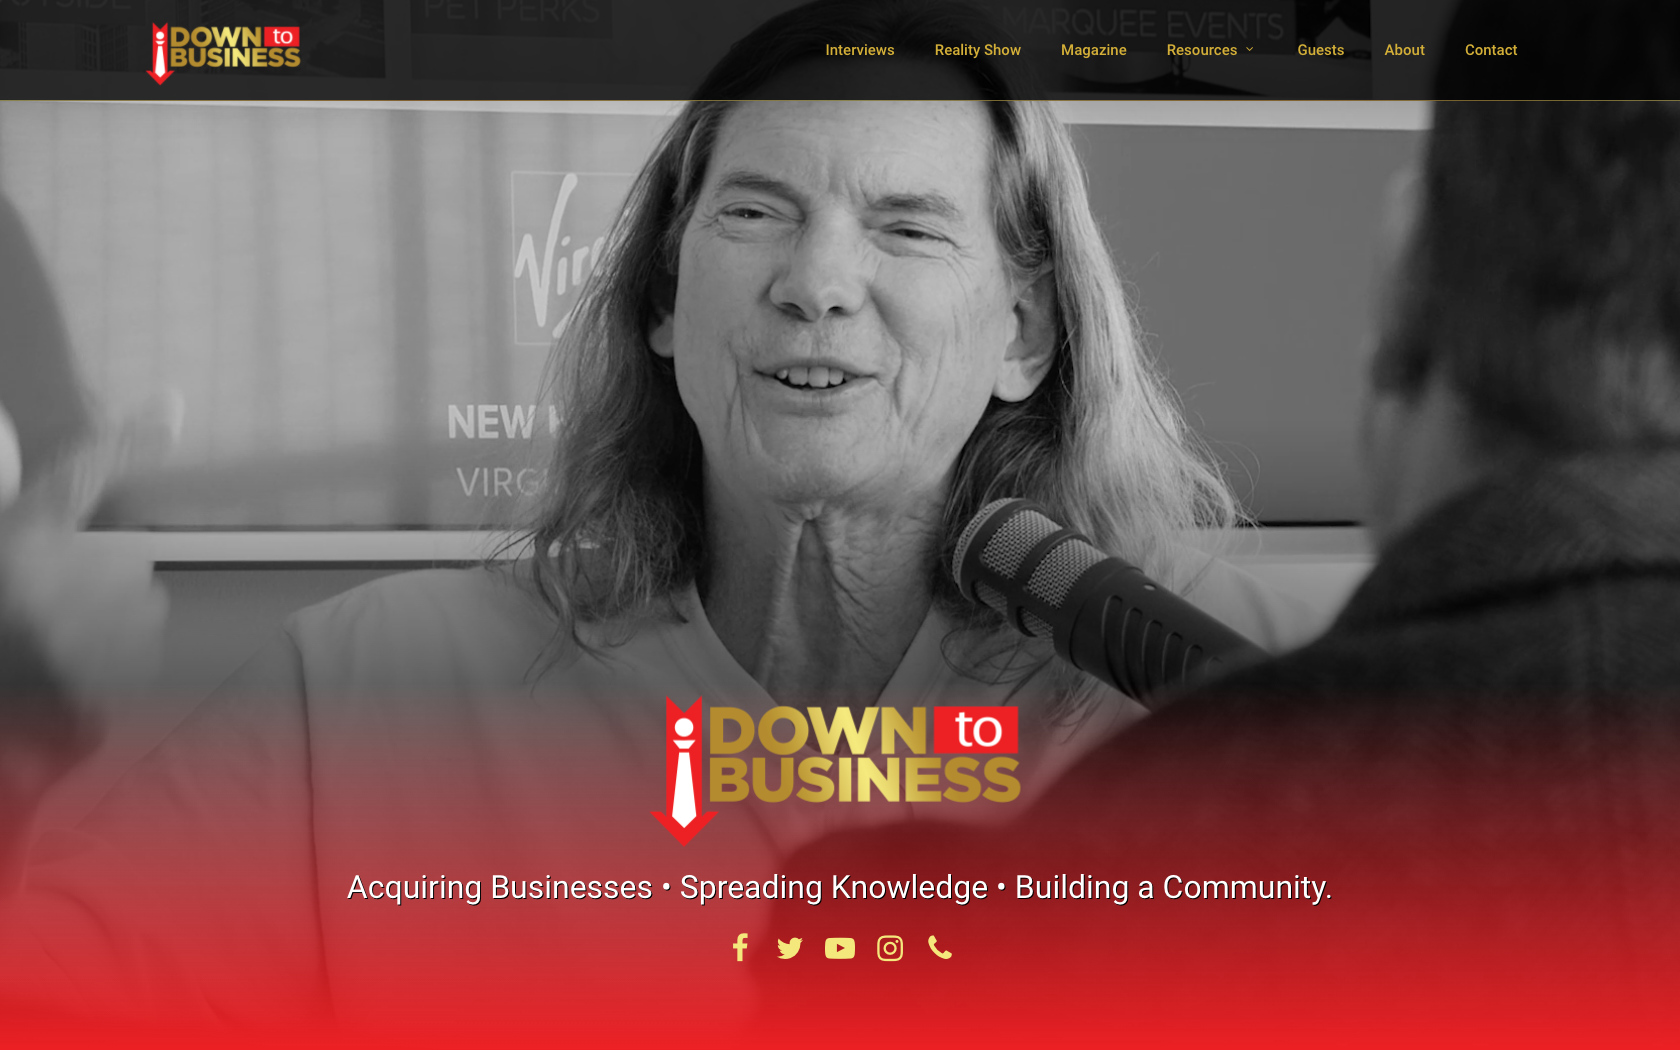 PET PERKS
MARQUEE EVENTS
DOWN to
BUSINESS
Interviews
Reality Show
Magazine
Resources
Guests
About
Contact
NEW
DOWN to
BUSINESS
Acquiring Businesses • Spreading Knowledge • Building a Community.